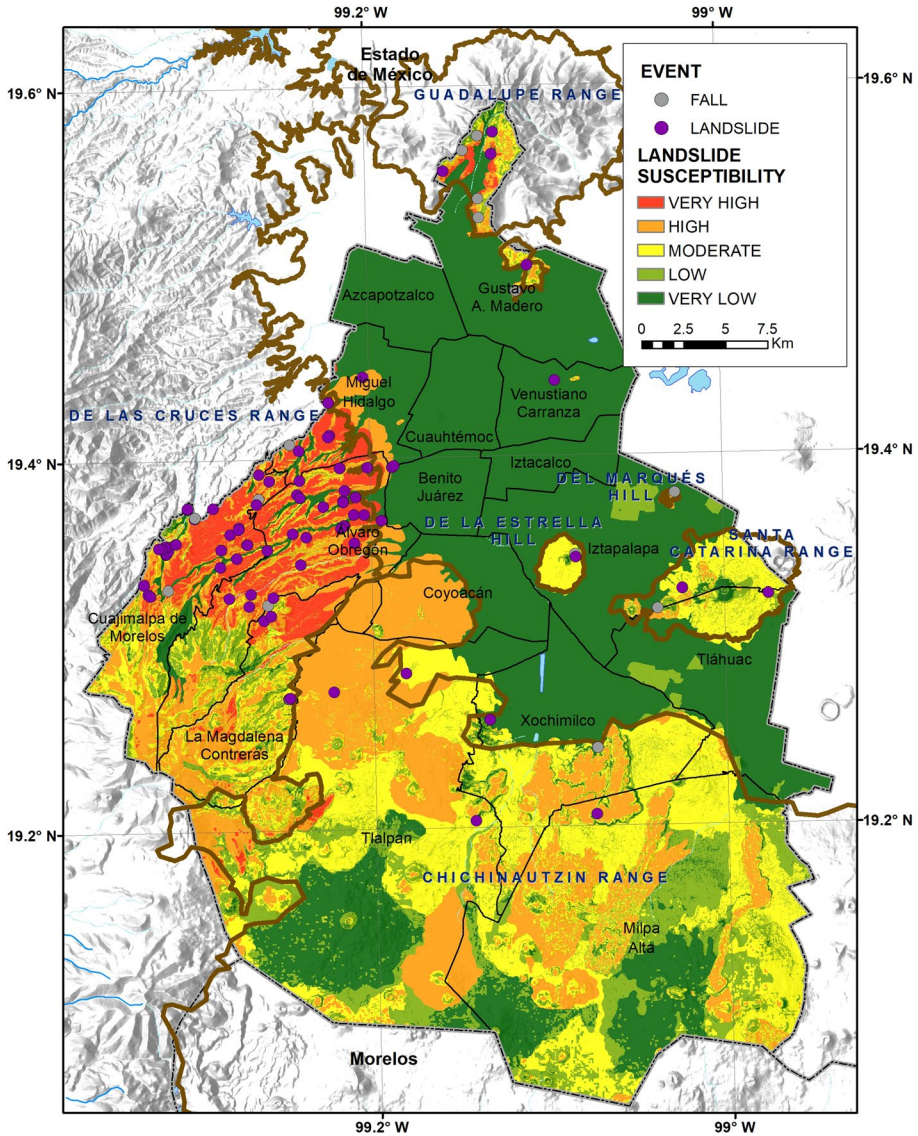 99.2° W
99° W
Estado
de México
19.6° N
19.6° N
GUADALUPE RANGE
EVENT
FALL
LANDSLIDE
LANDSLIDE
SUSCEPTIBILITY
VERY HIGH
HIGH
MODERATE
LOW
VERY LOW
0 2.5 5 7.5
Km
Azcapotzalco
Gustavo
A. Madero
Miguel
Hidalgo
Venustiano
Carranza
DE LAS CRUCES RANGE
Cuauhtémoc
19.4° N
19.4° N
Iztacalco
Benito
Juárez
DEL MARQUÉS
HILL
DE LA ESTRELLA
HILL
Alvaro
Obregón
Iztapalapa
SANTA
CATARINA RANGE
Coyoacán
Cuajimalpa de
Morelos
Tláhuac
Xochimilco
La Magdalena
Contreras
19.2° N
19.2° N
Tlalpan
CHICHINAUTZIN RANGE
Milpa
Alta
Morelos
99.2° W
99° W